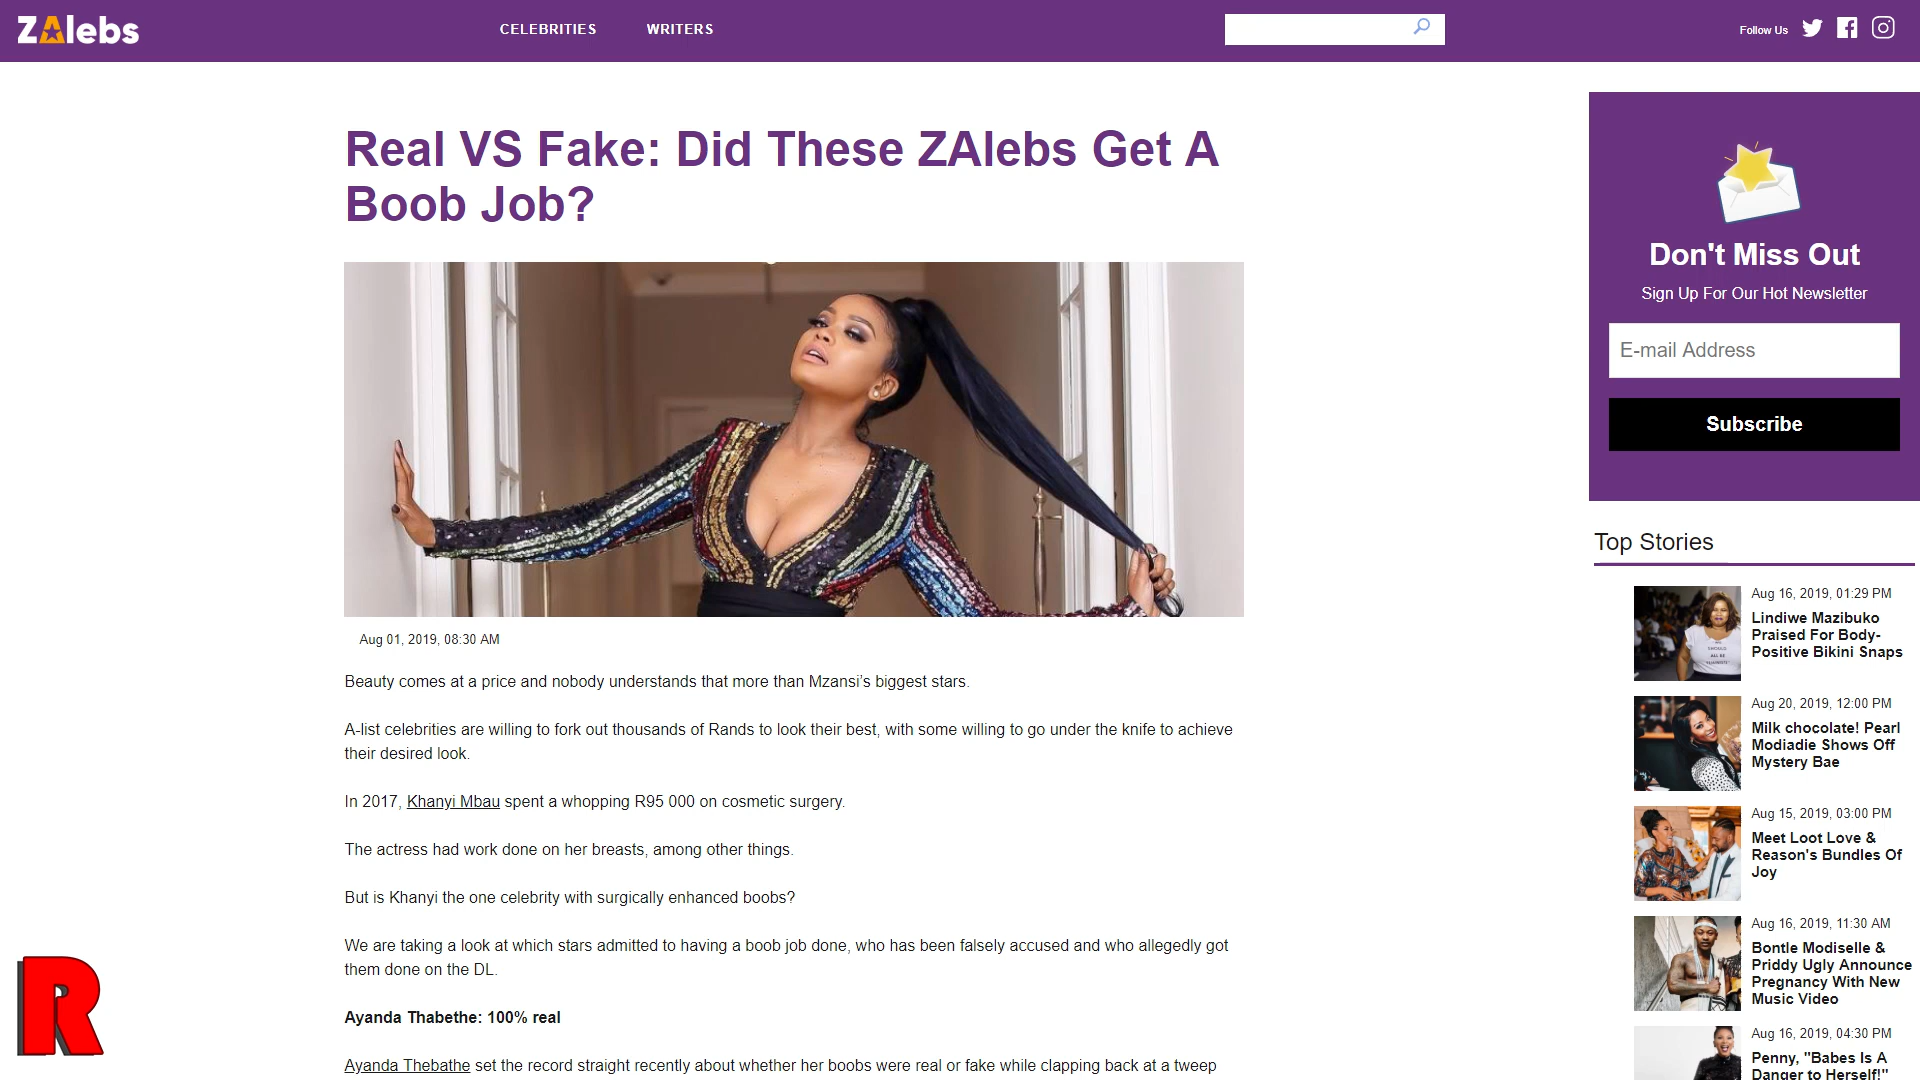 ZAlebs
CELEBRITIES
WRITERS
Follow Us
Real VS Fake: Did These ZAlebs Get A
Boob Job?
Aug 01, 2019, 08:30 AM
Beauty comes at a price and nobody understands that more than Mzansi’s biggest stars.
A-list celebrities are willing to fork out thousands of Rands to look their best, with some willing to go under the knife to achieve
their desired look.
In 2017, Khanyi Mbau spent a whopping R95 000 on cosmetic surgery.
The actress had work done on her breasts, among other things.
But is Khanyi the one celebrity with surgically enhanced boobs?
We are taking a look at which stars admitted to having a boob job done, who has been falsely accused and who allegedly got
them done on the DL.
Ayanda Thabethe: 100% real
Ayanda Thebathe set the record straight recently about whether her boobs were real or fake while clapping back at a tweep
R
Don't Miss Out
Sign Up For Our Hot Newsletter
E-mail Address
Subscribe
Top Stories
Aug 16, 2019, 01:29 PM
Lindiwe Mazibuko
Praised For Body-
Positive Bikini Snaps
Aug 20, 2019, 12:00 PM
Milk chocolate! Pearl
Modiadie Shows Off
Mystery Bae
Aug 15, 2019, 03:00 PM
Meet Loot Love &
Reason's Bundles Of
Joy
Aug 16, 2019, 11:30 AM
Bontle Modiselle &
Priddy Ugly Announce
Pregnancy With New
Music Video
Aug 16, 2019, 04:30 PM
Penny, "Babes Is A
Danger to Herself!"